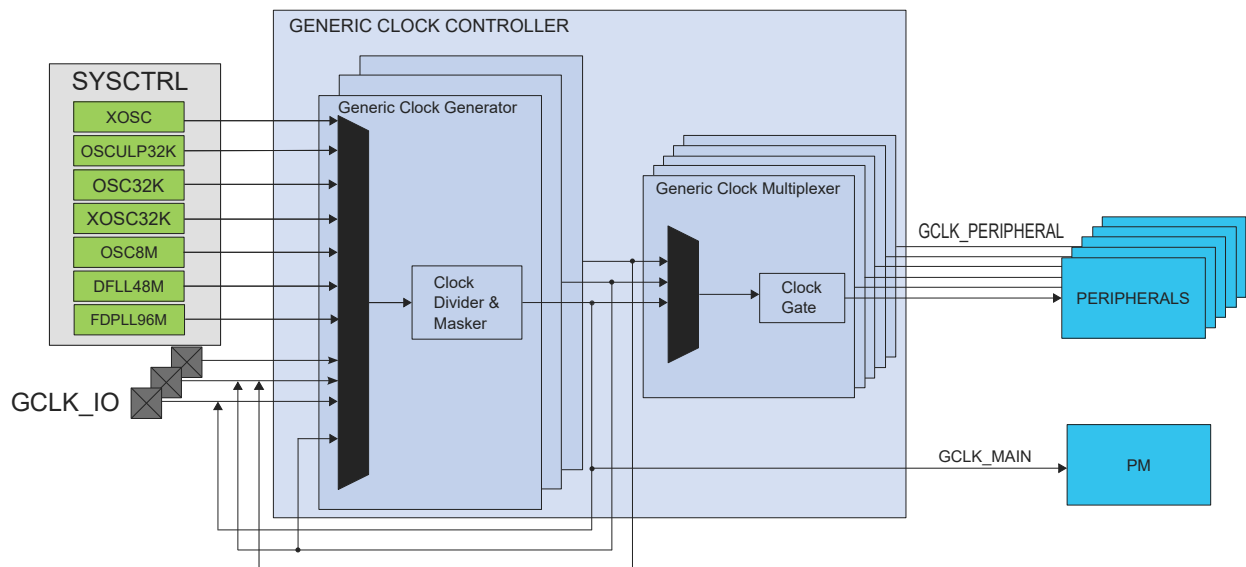 GENERIC CLOCK CONTROLLER
SYSCTRL
XOSC
OSCULP32K
OSC32K
XOSC32K
OSC8M
DFLL48M
FDPLL96M
GCLK_IO
Generic Clock Generator
Clock
Divider &
Masker
Generic Clock Multiplexer
Clock
Gate
GCLK_PERIPHERAL
PERIPHERALS
GCLK_MAIN
PM